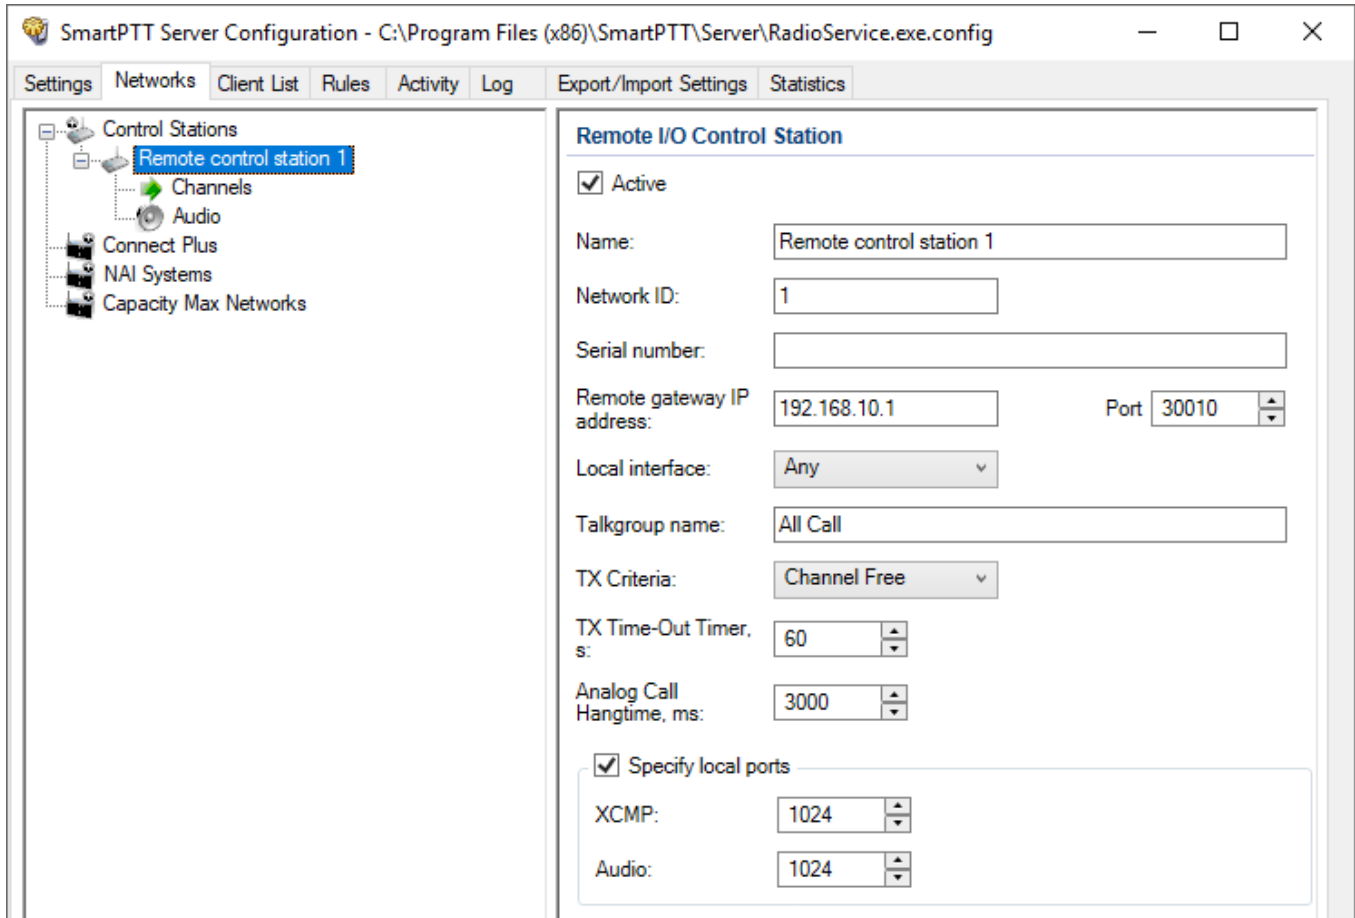 SmartPTT Server Configuration - C:\Program Files (x86)\SmartPTT\Server\RadioService.exe.config
Settings Networks Client List Rules Activity Log Export/Import Settings Statistics
Control Stations
Remote control station 1
Channels
Audio
Connect Plus
NAI Systems
Capacity Max Networks
Remote I/O Control Station
Active
Name: Remote control station 1
Network ID: 1
Serial number:
Remote gateway IP
address: 192.168.10.1 Port 30010
Local interface: Any
Talkgroup name: All Call
TX Criteria: Channel Free
TX Time-Out Timer,
s: 60
Analog Call
Hangtime, ms: 3000
Specify local ports
XCMP: 1024
Audio: 1024